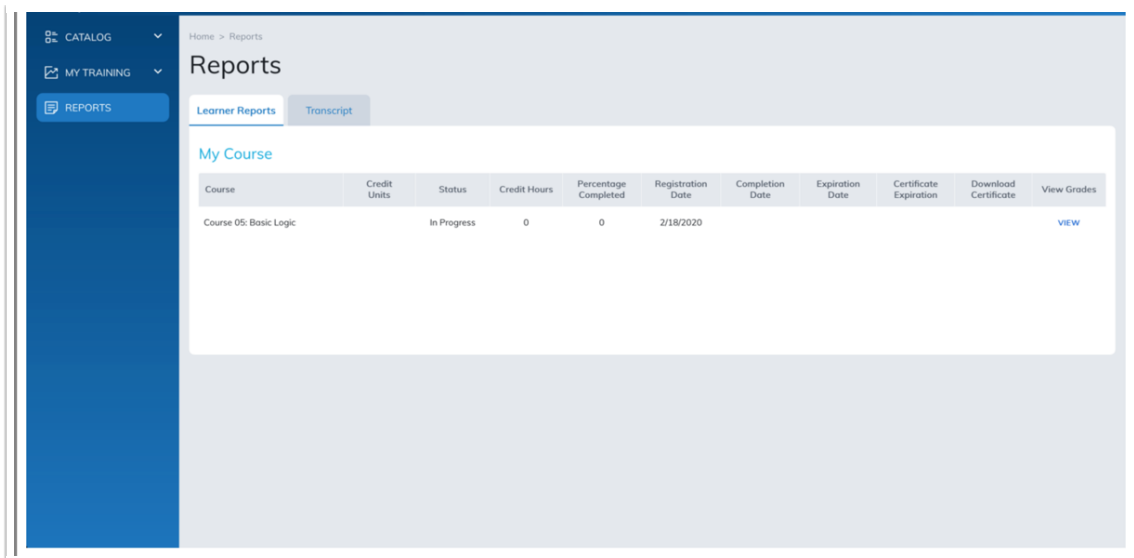 CATALOG
MY TRAINING
REPORTS
Home > Reports
Reports
Learner Reports Transcript
My Course
Course Credit Units Status Credit Hours Percentage Completed Registration Date Completion Date Expiration Date Certificate Expiration Download Certificate View Grades
Course 05: Basic Logic In Progress 0 0 2/18/2020 VIEW